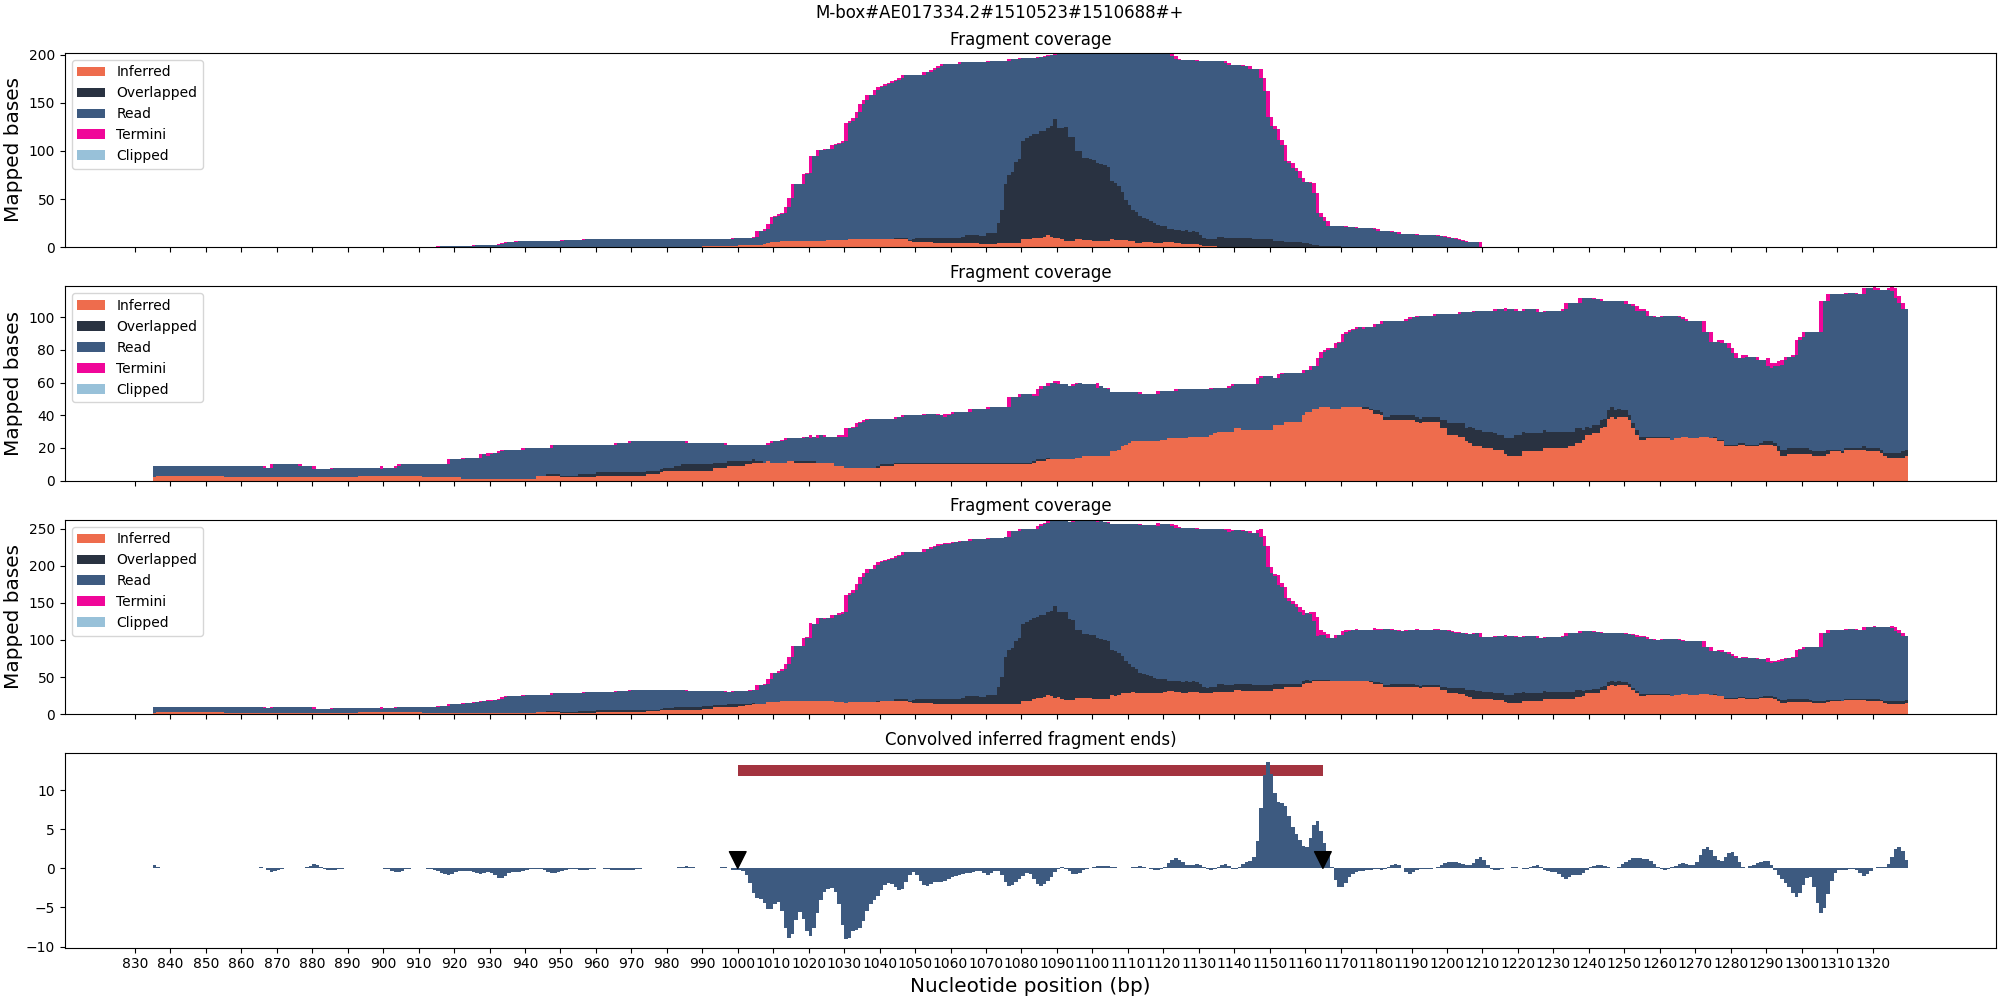 M-box#AE017334.2#1510523#1510688#+
Fragment coverage
Mapped bases
200
150
100
50
0
Inferred
Overlapped
Read
Termini
Clipped
Fragment coverage
Mapped bases
100
80
60
40
20
0
Inferred
Overlapped
Read
Termini
Clipped
Fragment coverage
Mapped bases
250
200
150
100
50
0
Inferred
Overlapped
Read
Termini
Clipped
Convolved inferred fragment ends)
10
5
0
−5
−10
830 840 850 860 870 880 890 900 910 920 930 940 950 960 970 980 990 1000 1010 1020 1030 1040 1050 1060 1070 1080 1090 1100 1110 1120 1130 1140 1150 1160 1170 1180 1190 1200 1210 1220 1230 1240 1250 1260 1270 1280 1290 1300 1310 1320
Nucleotide position (bp)